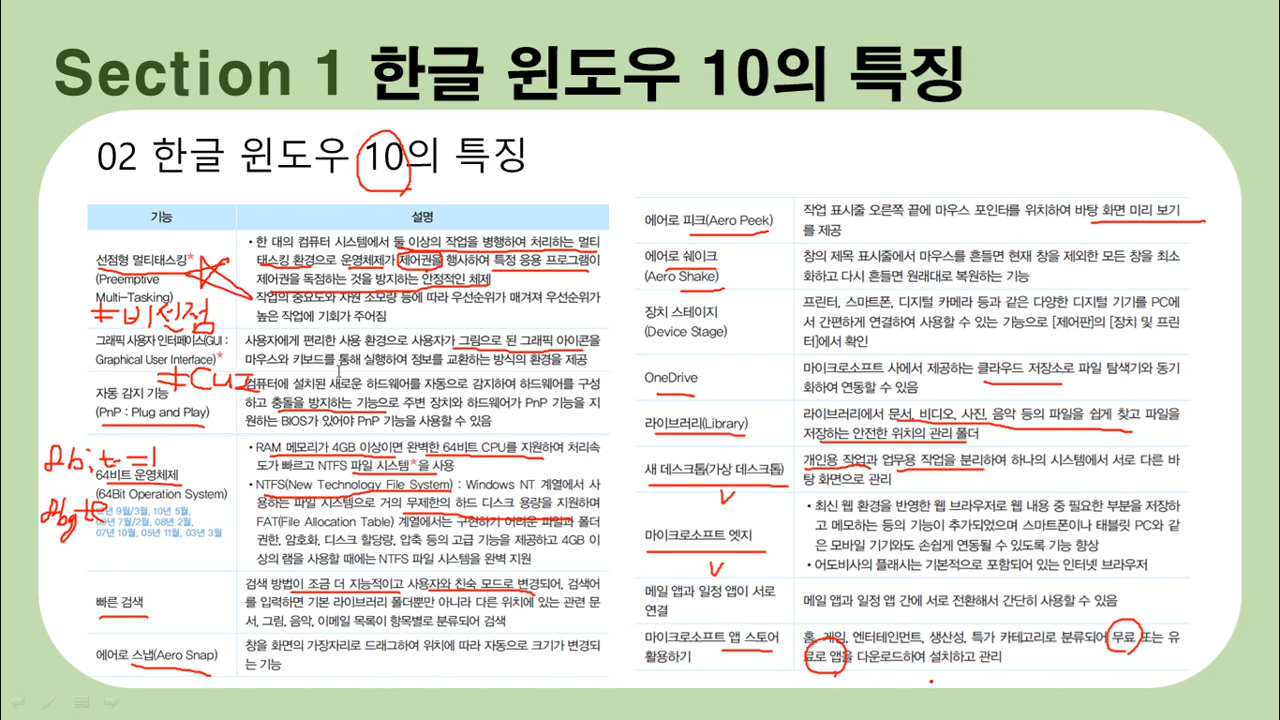 Section 1 한글 윈도우 10의 특징
02 한글 윈도우 10의 특징
기능
설명
선점형 멀티태스킹*
(Preemptive
Multi-Tasking)
≠비선점
• 한 대의 컴퓨터 시스템에서 둘 이상의 작업을 병행하여 처리하는 멀티
태스킹 환경으로 운영체제가 제어권을 행사하여 특정 응용 프로그램이
제어권을 독점하는 것을 방지하는 안정적인 체제
작업의 중요도와 자원 소모량 등에 따라 우선순위가 매겨져 우선순위가
높은 작업에 기회가 주어짐
그래픽 사용자 인터페이스(GUI :
Graphical User Interface)*
≠CUI
사용자에게 편리한 사용 환경으로 사용자가 그림으로 된 그래픽 아이콘을
마우스와 키보드를 통해 실행하여 정보를 교환하는 방식의 환경을 제공
자동 감지 기능
(PnP : Plug and Play)
컴퓨터에 설치된 새로운 하드웨어를 자동으로 감지하여 하드웨어를 구성
하고 충돌을 방지하는 기능으로 주변 장치와 하드웨어가 PnP 기능을 지
원하는 BIOS가 있어야 PnP 기능을 사용할 수 있음
64비트 운영체제
(64Bit Operation System)
년 9월/3월, 10년 5월,
09년 7월/2월, 08년 2월,
07년 10월, 05년 11월, 03년 3월
• RAM 메모리가 4GB 이상이면 완벽한 64비트 CPU를 지원하여 처리속
도가 빠르고 NTFS 파일 시스템*을 사용
• NTFS(New Technology File System) : Windows NT 계열에서 사
용하는 파일 시스템으로 거의 무제한의 하드 디스크 용량을 지원하며
FAT(File Allocation Table) 계열에서는 구현하기 어려운 파일과 폴더
권한, 암호화, 디스크 할당량, 압축 등의 고급 기능을 제공하고 4GB 이
상의 램을 사용할 때에는 NTFS 파일 시스템을 완벽 지원
빠른 검색
검색 방법이 조금 더 지능적이고 사용자와 친숙 모드로 변경되어, 검색어
를 입력하면 기본 라이브러리 폴더뿐만 아니라 다른 위치에 있는 관련 문
서, 그림, 음악, 이메일 목록이 항목별로 분류되어 검색
에어로 스냅(Aero Snap)
창을 화면의 가장자리로 드래그하여 위치에 따라 자동으로 크기가 변경되
는 기능
에어로 피크(Aero Peek)
작업 표시줄 오른쪽 끝에 마우스 포인터를 위치하여 바탕 화면 미리 보기
를 제공
에어로 쉐이크
(Aero Shake)
창의 제목 표시줄에서 마우스를 흔들면 현재 창을 제외한 모든 창을 최소
화하고 다시 흔들면 원래대로 복원하는 기능
장치 스테이지
(Device Stage)
프린터, 스마트폰, 디지털 카메라 등과 같은 다양한 디지털 기기를 PC에
서 간편하게 연결하여 사용할 수 있는 기능으로 [제어판]의 [장치 및 프린
터]에서 확인
OneDrive
마이크로소프트 사에서 제공하는 클라우드 저장소로 파일 탐색기와 동기
화하여 연동할 수 있음
라이브러리(Library)
라이브러리에서 문서, 비디오, 사진, 음악 등의 파일을 쉽게 찾고 파일을
저장하는 안전한 위치의 관리 폴더
새 데스크톱(가상 데스크톱)
개인용 작업과 업무용 작업을 분리하여 하나의 시스템에서 서로 다른 바
탕 화면으로 관리
마이크로소프트 엣지
• 최신 웹 환경을 반영한 웹 브라우저로 웹 내용 중 필요한 부분을 저장하
고 메모하는 등의 기능이 추가되었으며 스마트폰이나 태블릿 PC와 같
은 모바일 기기와도 손쉽게 연동될 수 있도록 기능 향상
• 어도비사의 플래시는 기본적으로 포함되어 있는 인터넷 브라우저
메일 앱과 일정 앱이 서로
연결
메일 앱과 일정 앱 간에 서로 전환해서 간단히 사용할 수 있음
마이크로소프트 앱 스토어
활용하기
홈, 게임, 엔터테인먼트, 생산성, 특가 카테고리로 분류되어 무료 또는 유
료로 앱을 다운로드하여 설치하고 관리